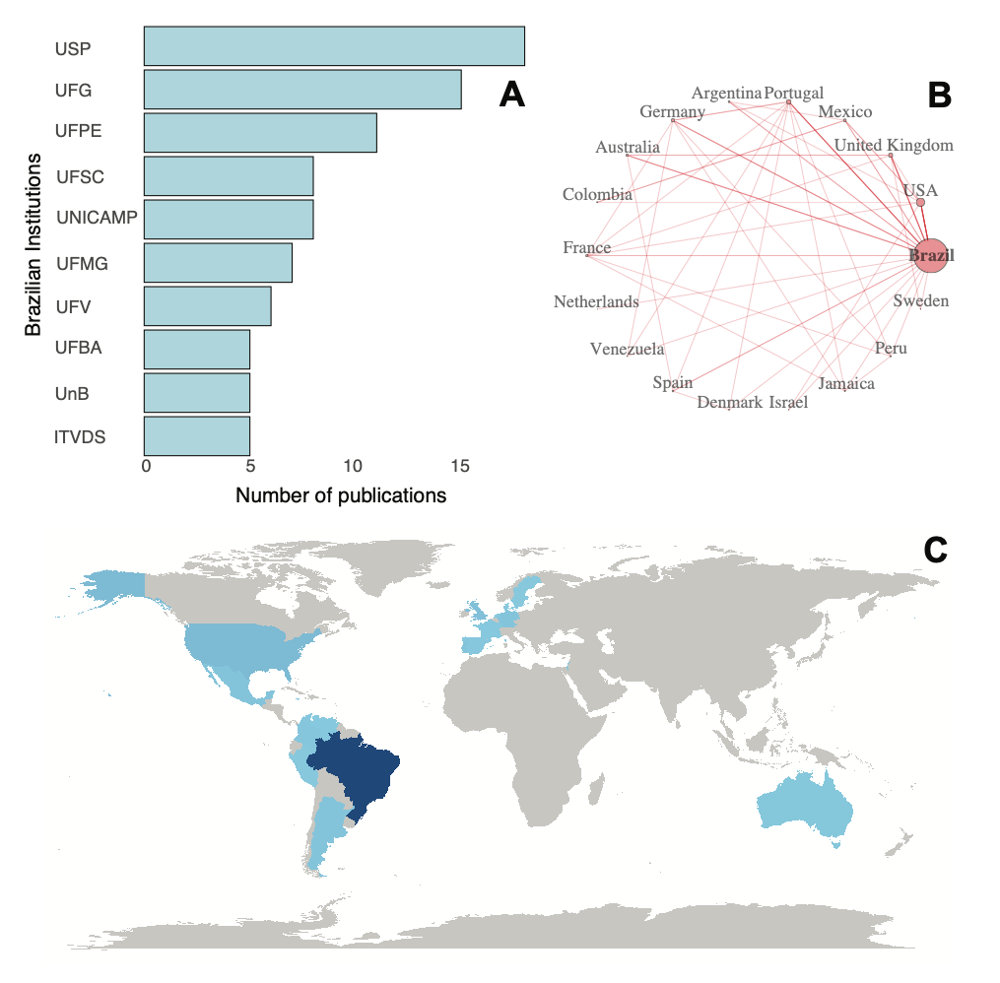 USP
UFG
UFPE
UFSC
UNICAMP
UFMG
UFV
UFBA
UnB
ITVDS
Brazilian Institutions
0 5 10 15
Number of publications
A
B
Argentina Portugal
Germany Mexico
Australia United Kingdom
Colombia USA
France Brazil
Netherlands Sweden
Venezuela Peru
Spain Jamaica
Denmark Israel
C